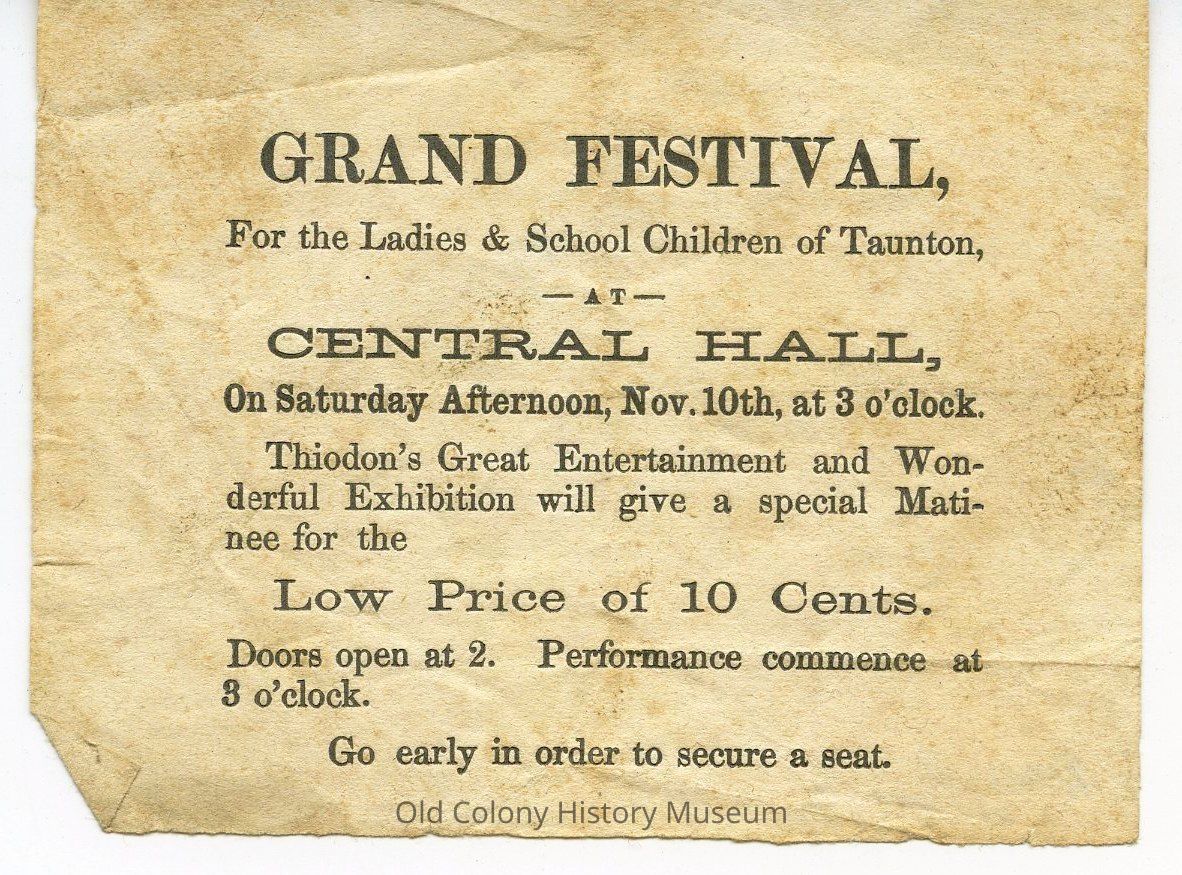 GRAND FESTIVAL,
For the Ladies & School Children of Taunton,
—AT—
CENTRAL HALL,
On Saturday Afternoon, Nov. 10th, at 3 o'clock.
Thiodon's Great Entertainment and Won-
derful Exhibition will give a special Mati-
nee for the
Low Price of 10 Cents.
Doors open at 2. Performance commence at
3 o'clock.
Go early in order to secure a seat.
Old Colony History Museum